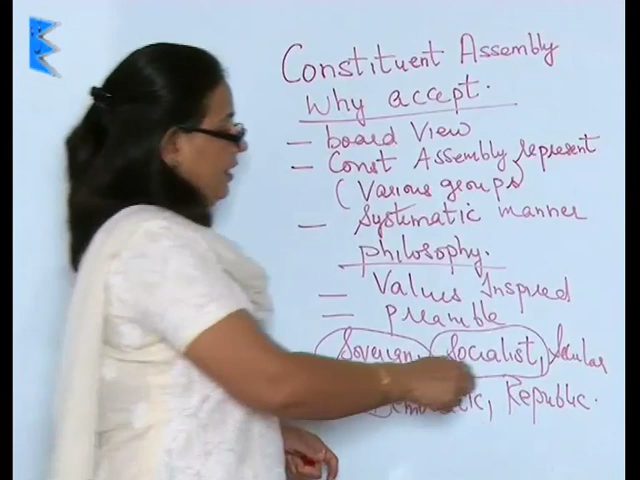 Constituent Assembly
Why accept.
— board View
— Const Assembly represent
(Various groups)
— Systematic manner
philosophy.
— Values Inspired
— Preamble
Sovereign, Socialist, Secular
Democratic, Republic.